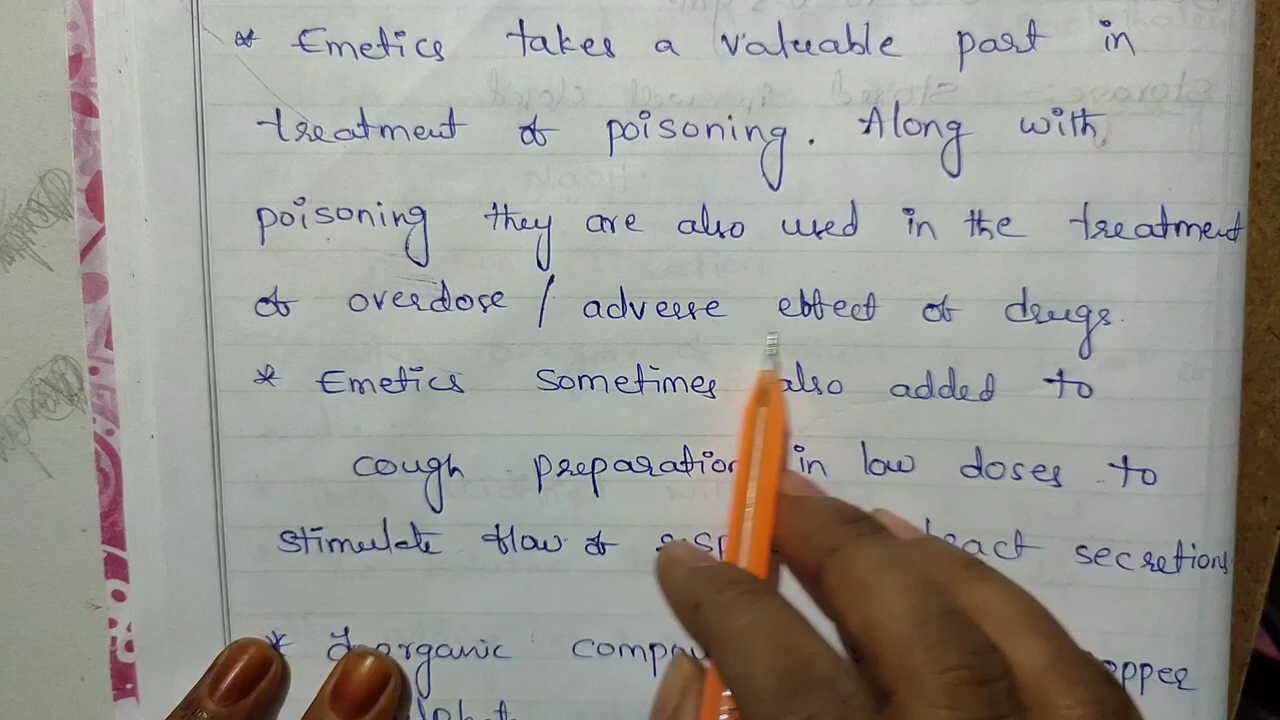 * Emetics takes a valuable part in
treatment of poisoning. Along with
poisoning they are also used in the treatment
of overdose / adverse effect of drugs.
* Emetics sometimes also added to
cough preparation in low doses to
stimulate flow of secretions
* Inorganic